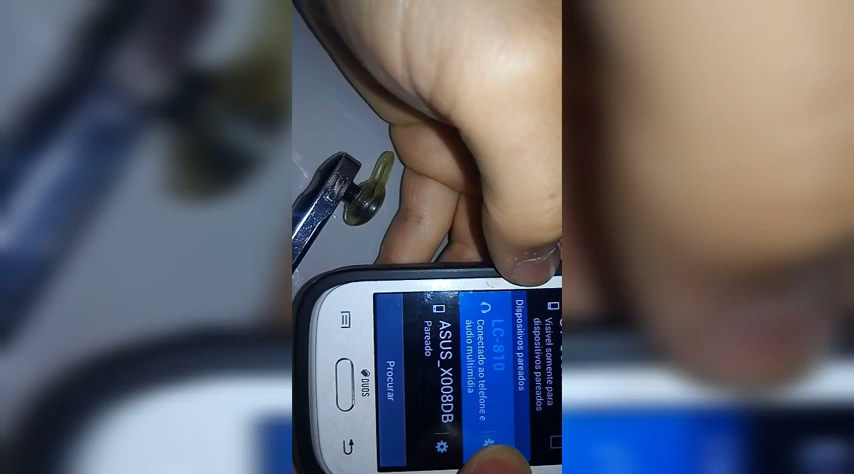 Visível somente para
dispositivos pareados
Dispositivos pareados
LC-810
Conectado ao telefone e
áudio multimídia
ASUS_X008DB
Pareado
Procurar
DUOS